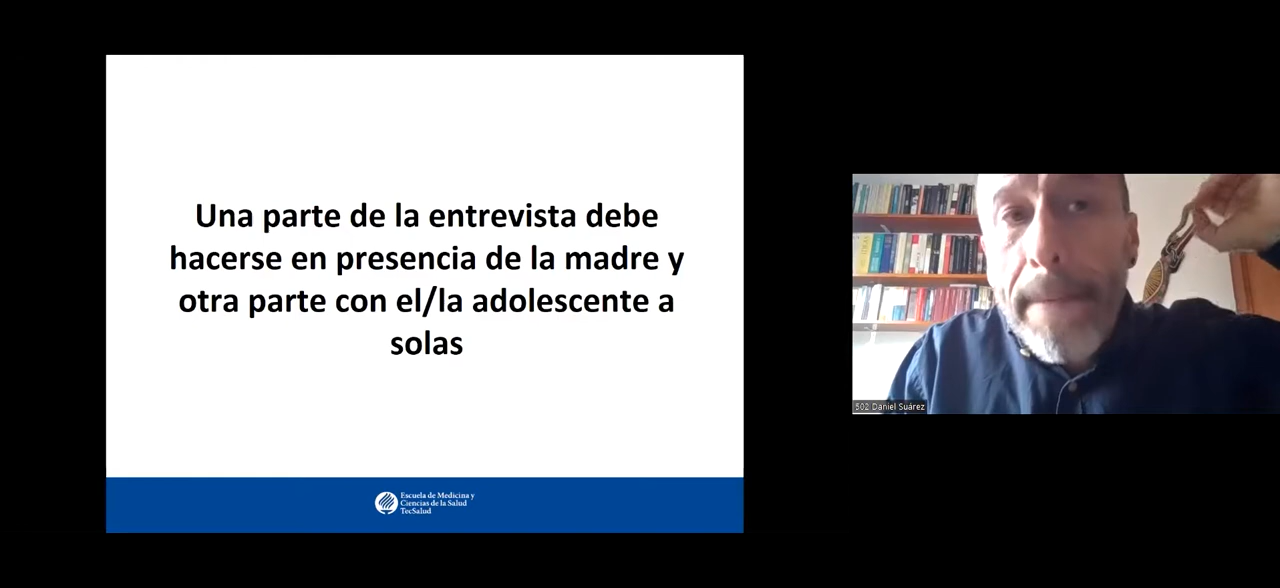 Una parte de la entrevista debe
hacerse en presencia de la madre y
otra parte con el/la adolescente a
solas
Escuela de Medicina y
Ciencias de la Salud
TecSalud
502 Daniel Suárez